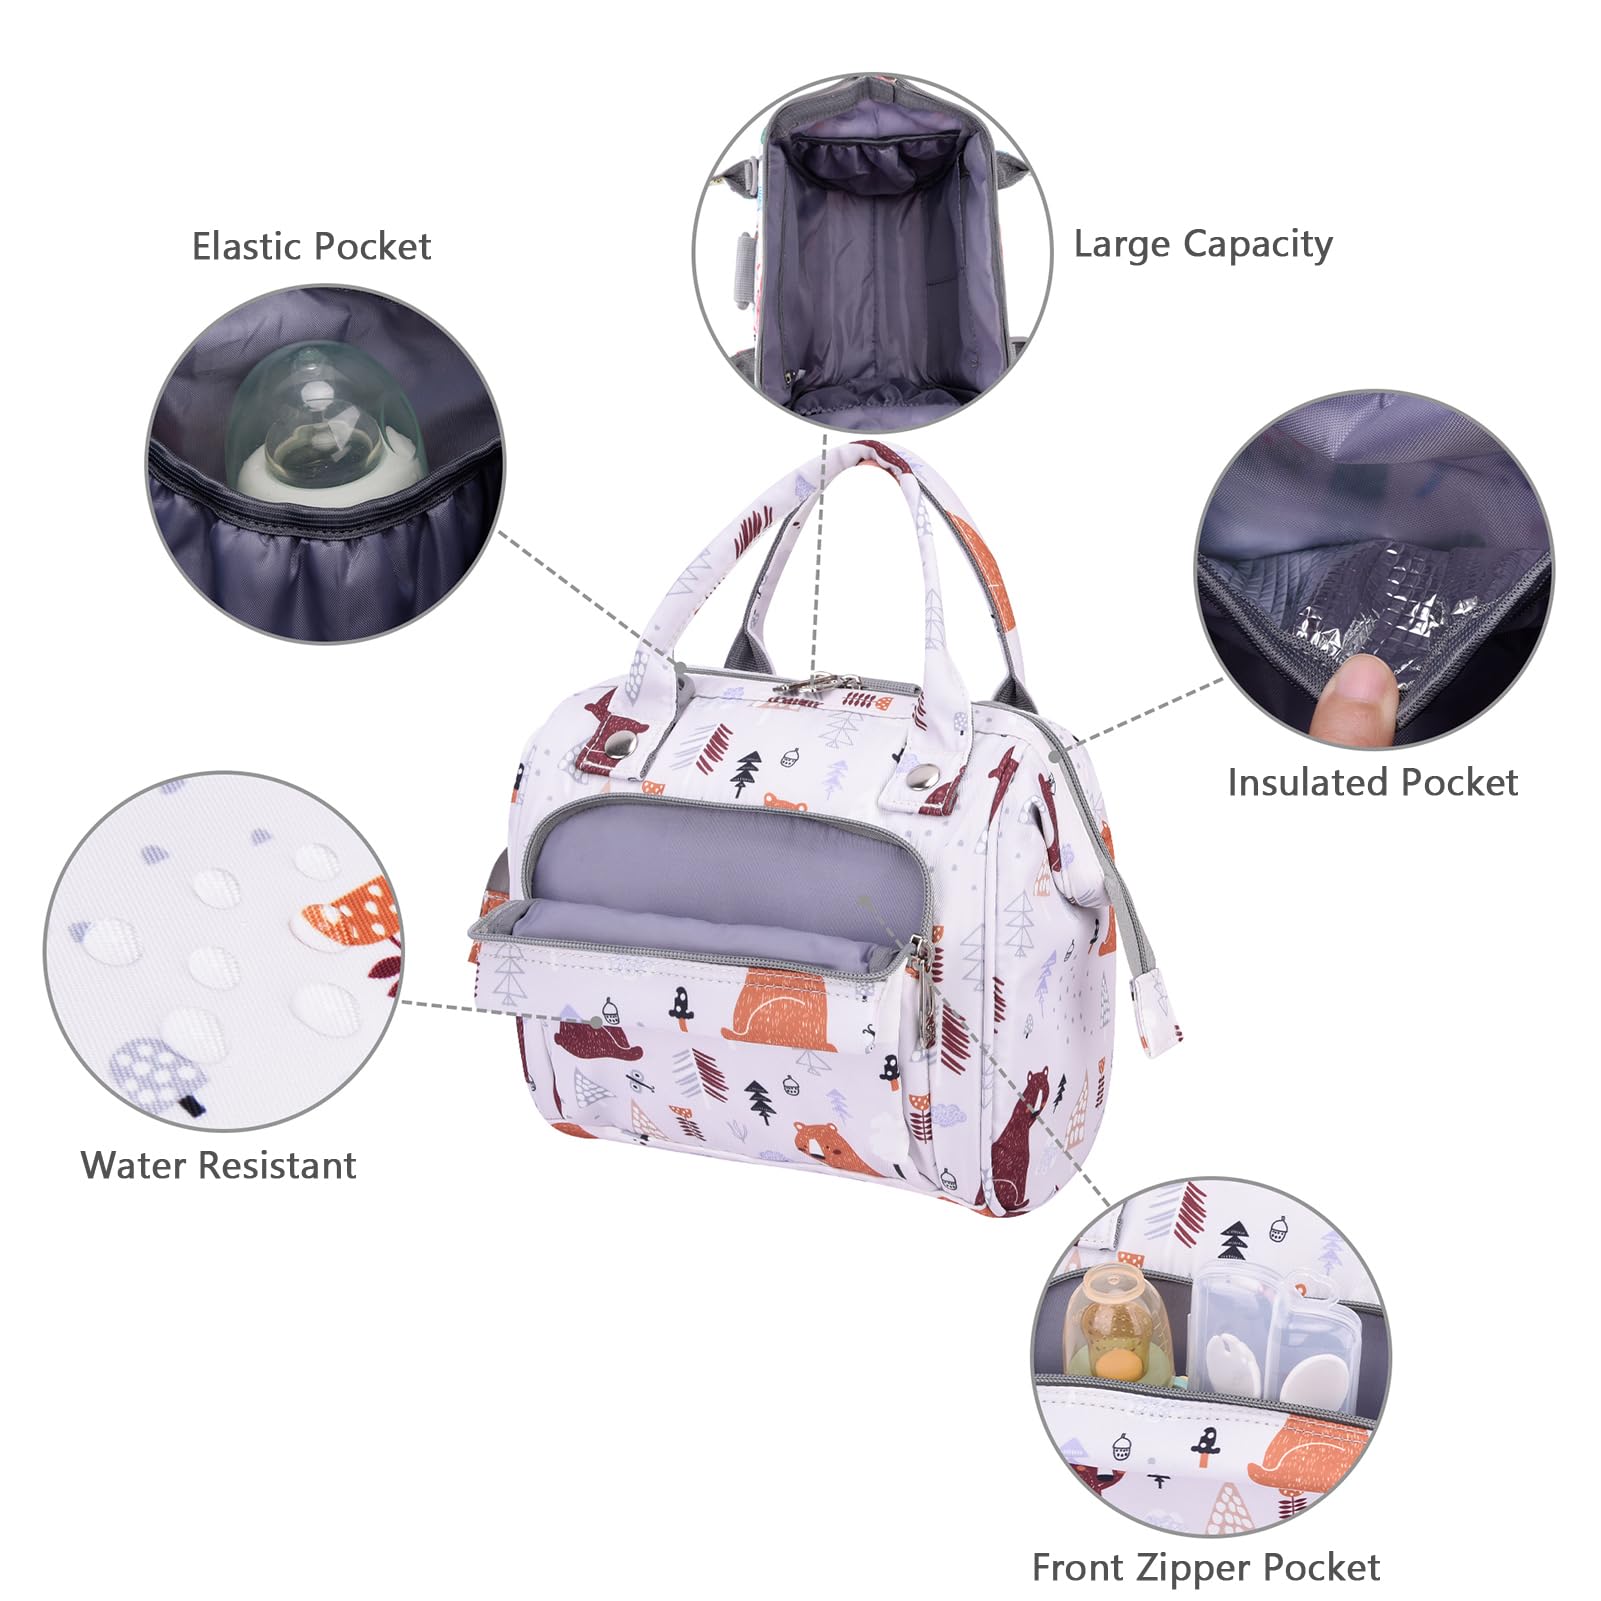 Elastic Pocket
Large Capacity
Insulated Pocket
Water Resistant
Front Zipper Pocket